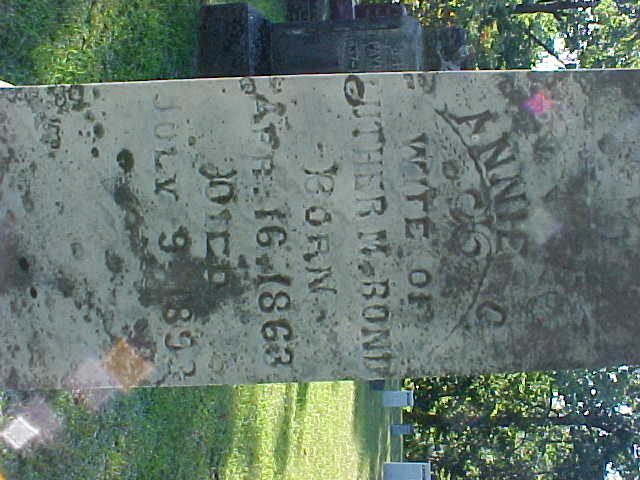 ANNIE C
WIFE OF
LUTHER M. BOND
BORN
APR. 16. 1863
DIED
JULY 9 1893